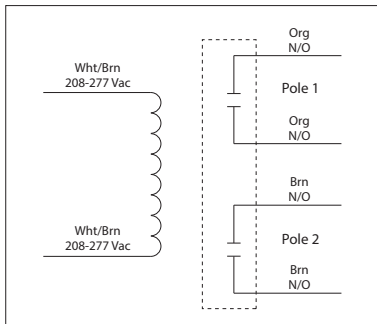 Wht/Brn
208-277 Vac
Wht/Brn
208-277 Vac
Org
N/O
Pole 1
Org
N/O
Brn
N/O
Pole 2
Brn
N/O